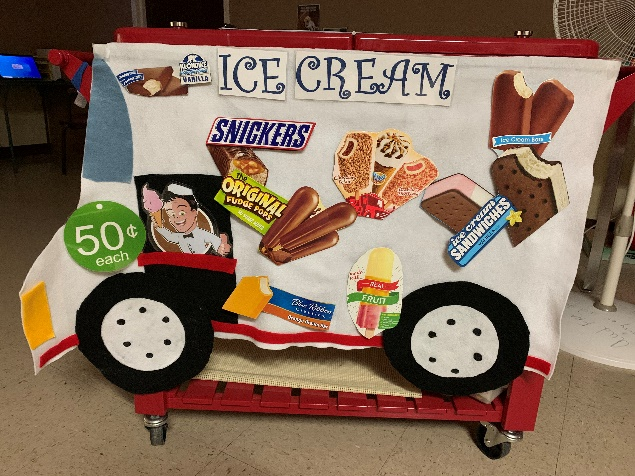 KLONDIKE
VANILLA
ICE CREAM
SNICKERS
Ice Cream Bars
The
ORIGINAL
FUDGE POPS
ice cream
SANDWICHES
50¢
each
REAL
FRUIT
Blue Ribbon
CLASSICS